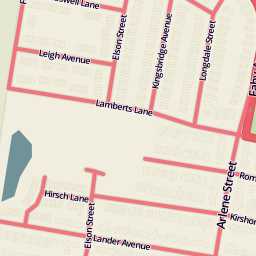 Leigh Avenue
Elson Street
Kingsbridge Avenue
Longdale Street
Lamberts Lane
Arlene Street
Hirsch Lane
Elson Street
Lander Avenue